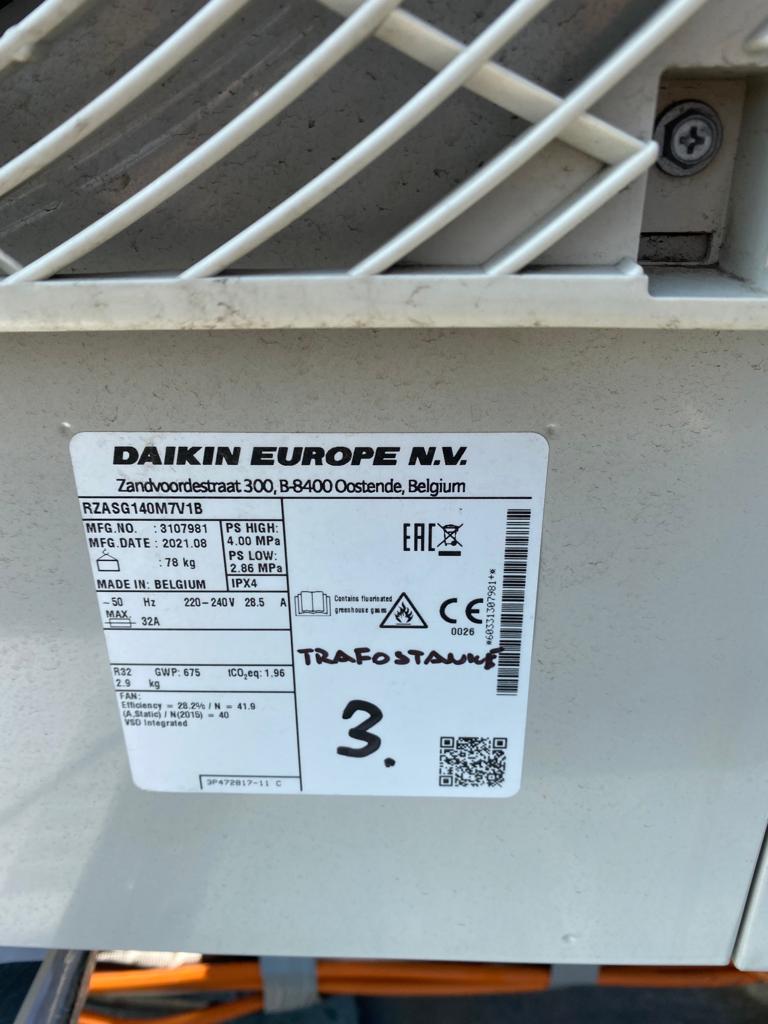 DAIKIN EUROPE N.V.
Zandvoordestraat 300, B-8400 Oostende, Belgium
RZASG140M7V1B
MFG.NO. : 3107981
MFG.DATE : 2021.08
: 78 kg
MADE IN: BELGIUM
PS HIGH:
4.00 MPa
PS LOW:
2.86 MPa
IPX4
~50 Hz 220-240 V 28.5 A
MAX 32A
R32 GWP: 675 tCO₂eq: 1.96
2.9 kg
FAN:
Efficiency = 28.2% / N = 41.9
(A,Static) / N(2015) = 40
VSD Integrated
3P472817-11 C
EAC
Contains fluorinated
greenhouse gases
CE
0026
*60331307981+*
3.